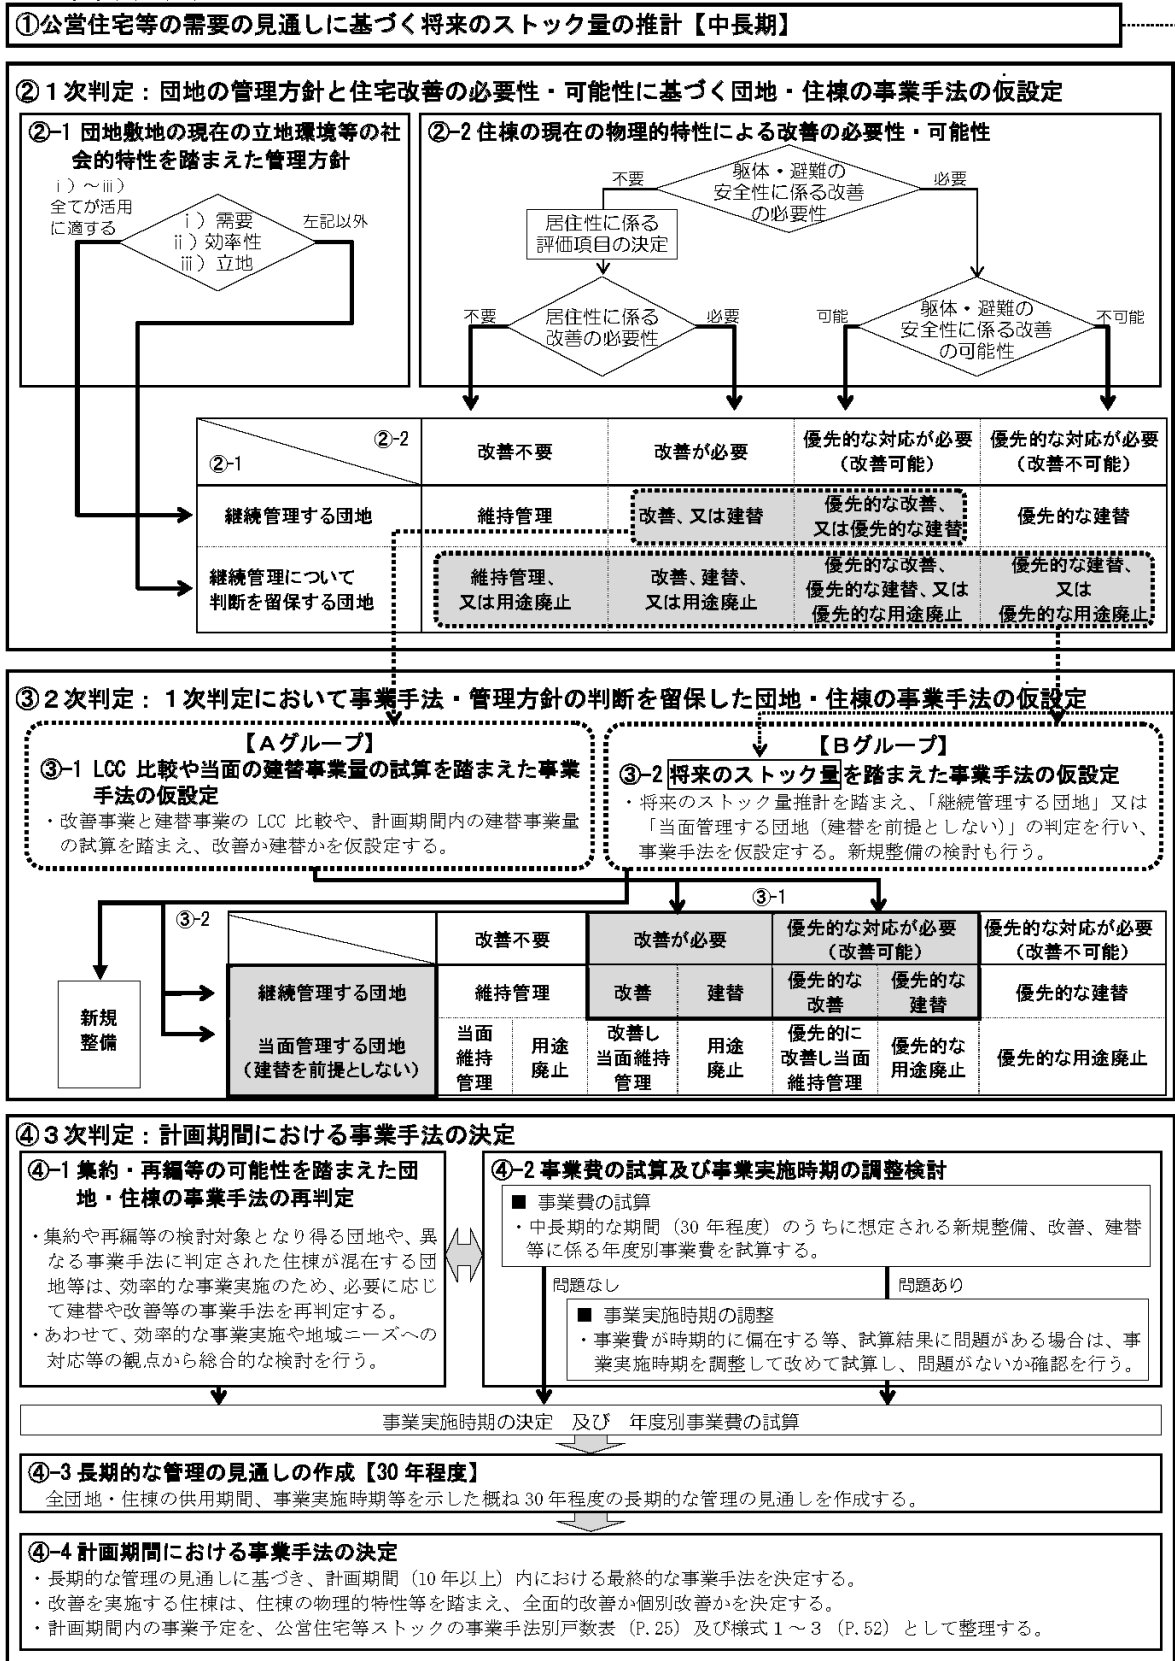 ①公営住宅等の需要の見通しに基づく将来のストック量の推計【中長期】
②１次判定：団地の管理方針と住宅改善の必要性・可能性に基づく団地・住棟の事業手法の仮設定
②-1 団地敷地の現在の立地環境等の社
会的特性を踏まえた管理方針
ⅰ）～ⅲ）
全てが活用
に適する
ⅰ）需要
ⅱ）効率性
ⅲ）立地
左記以外
②-2 住棟の現在の物理的特性による改善の必要性・可能性
不要
躯体・避難の
安全性に係る改善
の必要性
必要
居住性に係る
評価項目の決定
不要
居住性に係る
改善の必要性
必要
可能
躯体・避難の
安全性に係る改善
の可能性
不可能
②-2
②-1
改善不要
改善が必要
優先的な対応が必要
（改善可能）
優先的な対応が必要
（改善不可能）
継続管理する団地
維持管理
改善、又は建替
優先的な改善、
又は優先的な建替
優先的な建替
継続管理について
判断を留保する団地
維持管理、
又は用途廃止
改善、建替、
又は用途廃止
優先的な改善、
優先的な建替、又は
優先的な用途廃止
優先的な建替、
又は
優先的な用途廃止
③２次判定：１次判定において事業手法・管理方針の判断を留保した団地・住棟の事業手法の仮設定
【Ａグループ】
③-1 LCC 比較や当面の建替事業量の試算を踏まえた事業
手法の仮設定
・改善事業と建替事業の LCC 比較や、計画期間内の建替事業量
の試算を踏まえ、改善か建替かを仮設定する。
【Ｂグループ】
③-2 将来のストック量を踏まえた事業手法の仮設定
・将来のストック量推計を踏まえ、「継続管理する団地」又は
「当面管理する団地（建替を前提としない）」の判定を行い、
事業手法を仮設定する。新規整備の検討も行う。
③-1
③-2
改善不要
改善が必要
優先的な対応が必要
（改善可能）
優先的な対応が必要
（改善不可能）
新規
整備
継続管理する団地
維持管理
改善
建替
優先的な
改善
優先的な
建替
優先的な建替
当面管理する団地
（建替を前提としない）
当面
維持
管理
用途
廃止
改善し
当面維持
管理
用途
廃止
優先的に
改善し当面
維持管理
優先的な
用途廃止
優先的な用途廃止
④３次判定：計画期間における事業手法の決定
④-1 集約・再編等の可能性を踏まえた団
地・住棟の事業手法の再判定
・集約や再編等の検討対象となり得る団地や、異
なる事業手法に判定された住棟が混在する団
地等は、効率的な事業実施のため、必要に応じ
て建替や改善等の事業手法を再判定する。
・あわせて、効率的な事業実施や地域ニーズへの
対応等の観点から総合的な検討を行う。
④-2 事業費の試算及び事業実施時期の調整検討
■ 事業費の試算
・中長期的な期間（30 年程度）のうちに想定される新規整備、改善、建替
等に係る年度別事業費を試算する。
問題なし
問題あり
■ 事業実施時期の調整
・事業費が時期的に偏在する等、試算結果に問題がある場合は、事
業実施時期を調整して改めて試算し、問題がないか確認を行う。
事業実施時期の決定　及び　年度別事業費の試算
④-3 長期的な管理の見通しの作成【30 年程度】
全団地・住棟の供用期間、事業実施時期等を示した概ね 30 年程度の長期的な管理の見通しを作成する。
④-4 計画期間における事業手法の決定
・長期的な管理の見通しに基づき、計画期間（10 年以上）内における最終的な事業手法を決定する。
・改善を実施する住棟は、住棟の物理的特性等を踏まえ、全面的改善か個別改善かを決定する。
・計画期間内の事業予定を、公営住宅等ストックの事業手法別戸数表（P.25）及び様式１～３（P.52）として整理する。